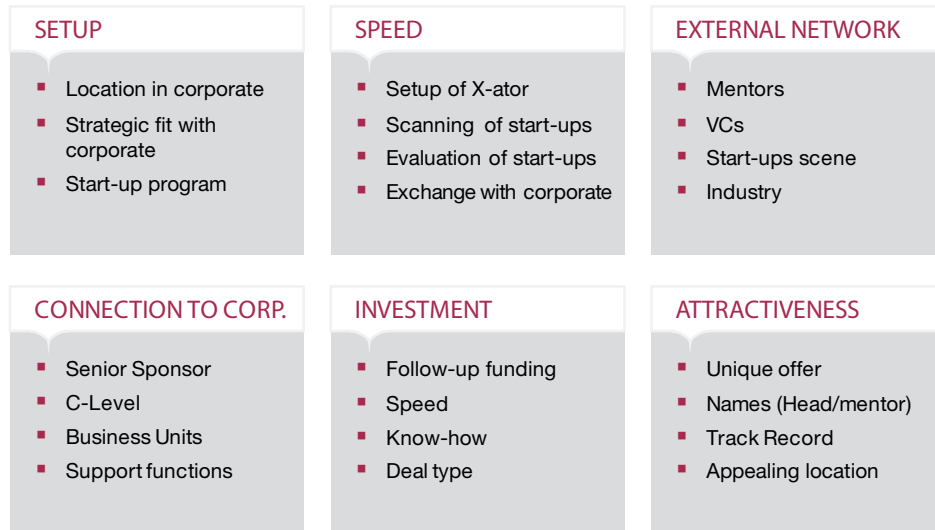 SETUP
Location in corporate
Strategic fit with
corporate
Start-up program
SPEED
Setup of X-ator
Scanning of start-ups
Evaluation of start-ups
Exchange with corporate
EXTERNAL NETWORK
Mentors
VCs
Start-ups scene
Industry
CONNECTION TO CORP.
Senior Sponsor
C-Level
Business Units
Support functions
INVESTMENT
Follow-up funding
Speed
Know-how
Deal type
ATTRACTIVENESS
Unique offer
Names (Head/mentor)
Track Record
Appealing location